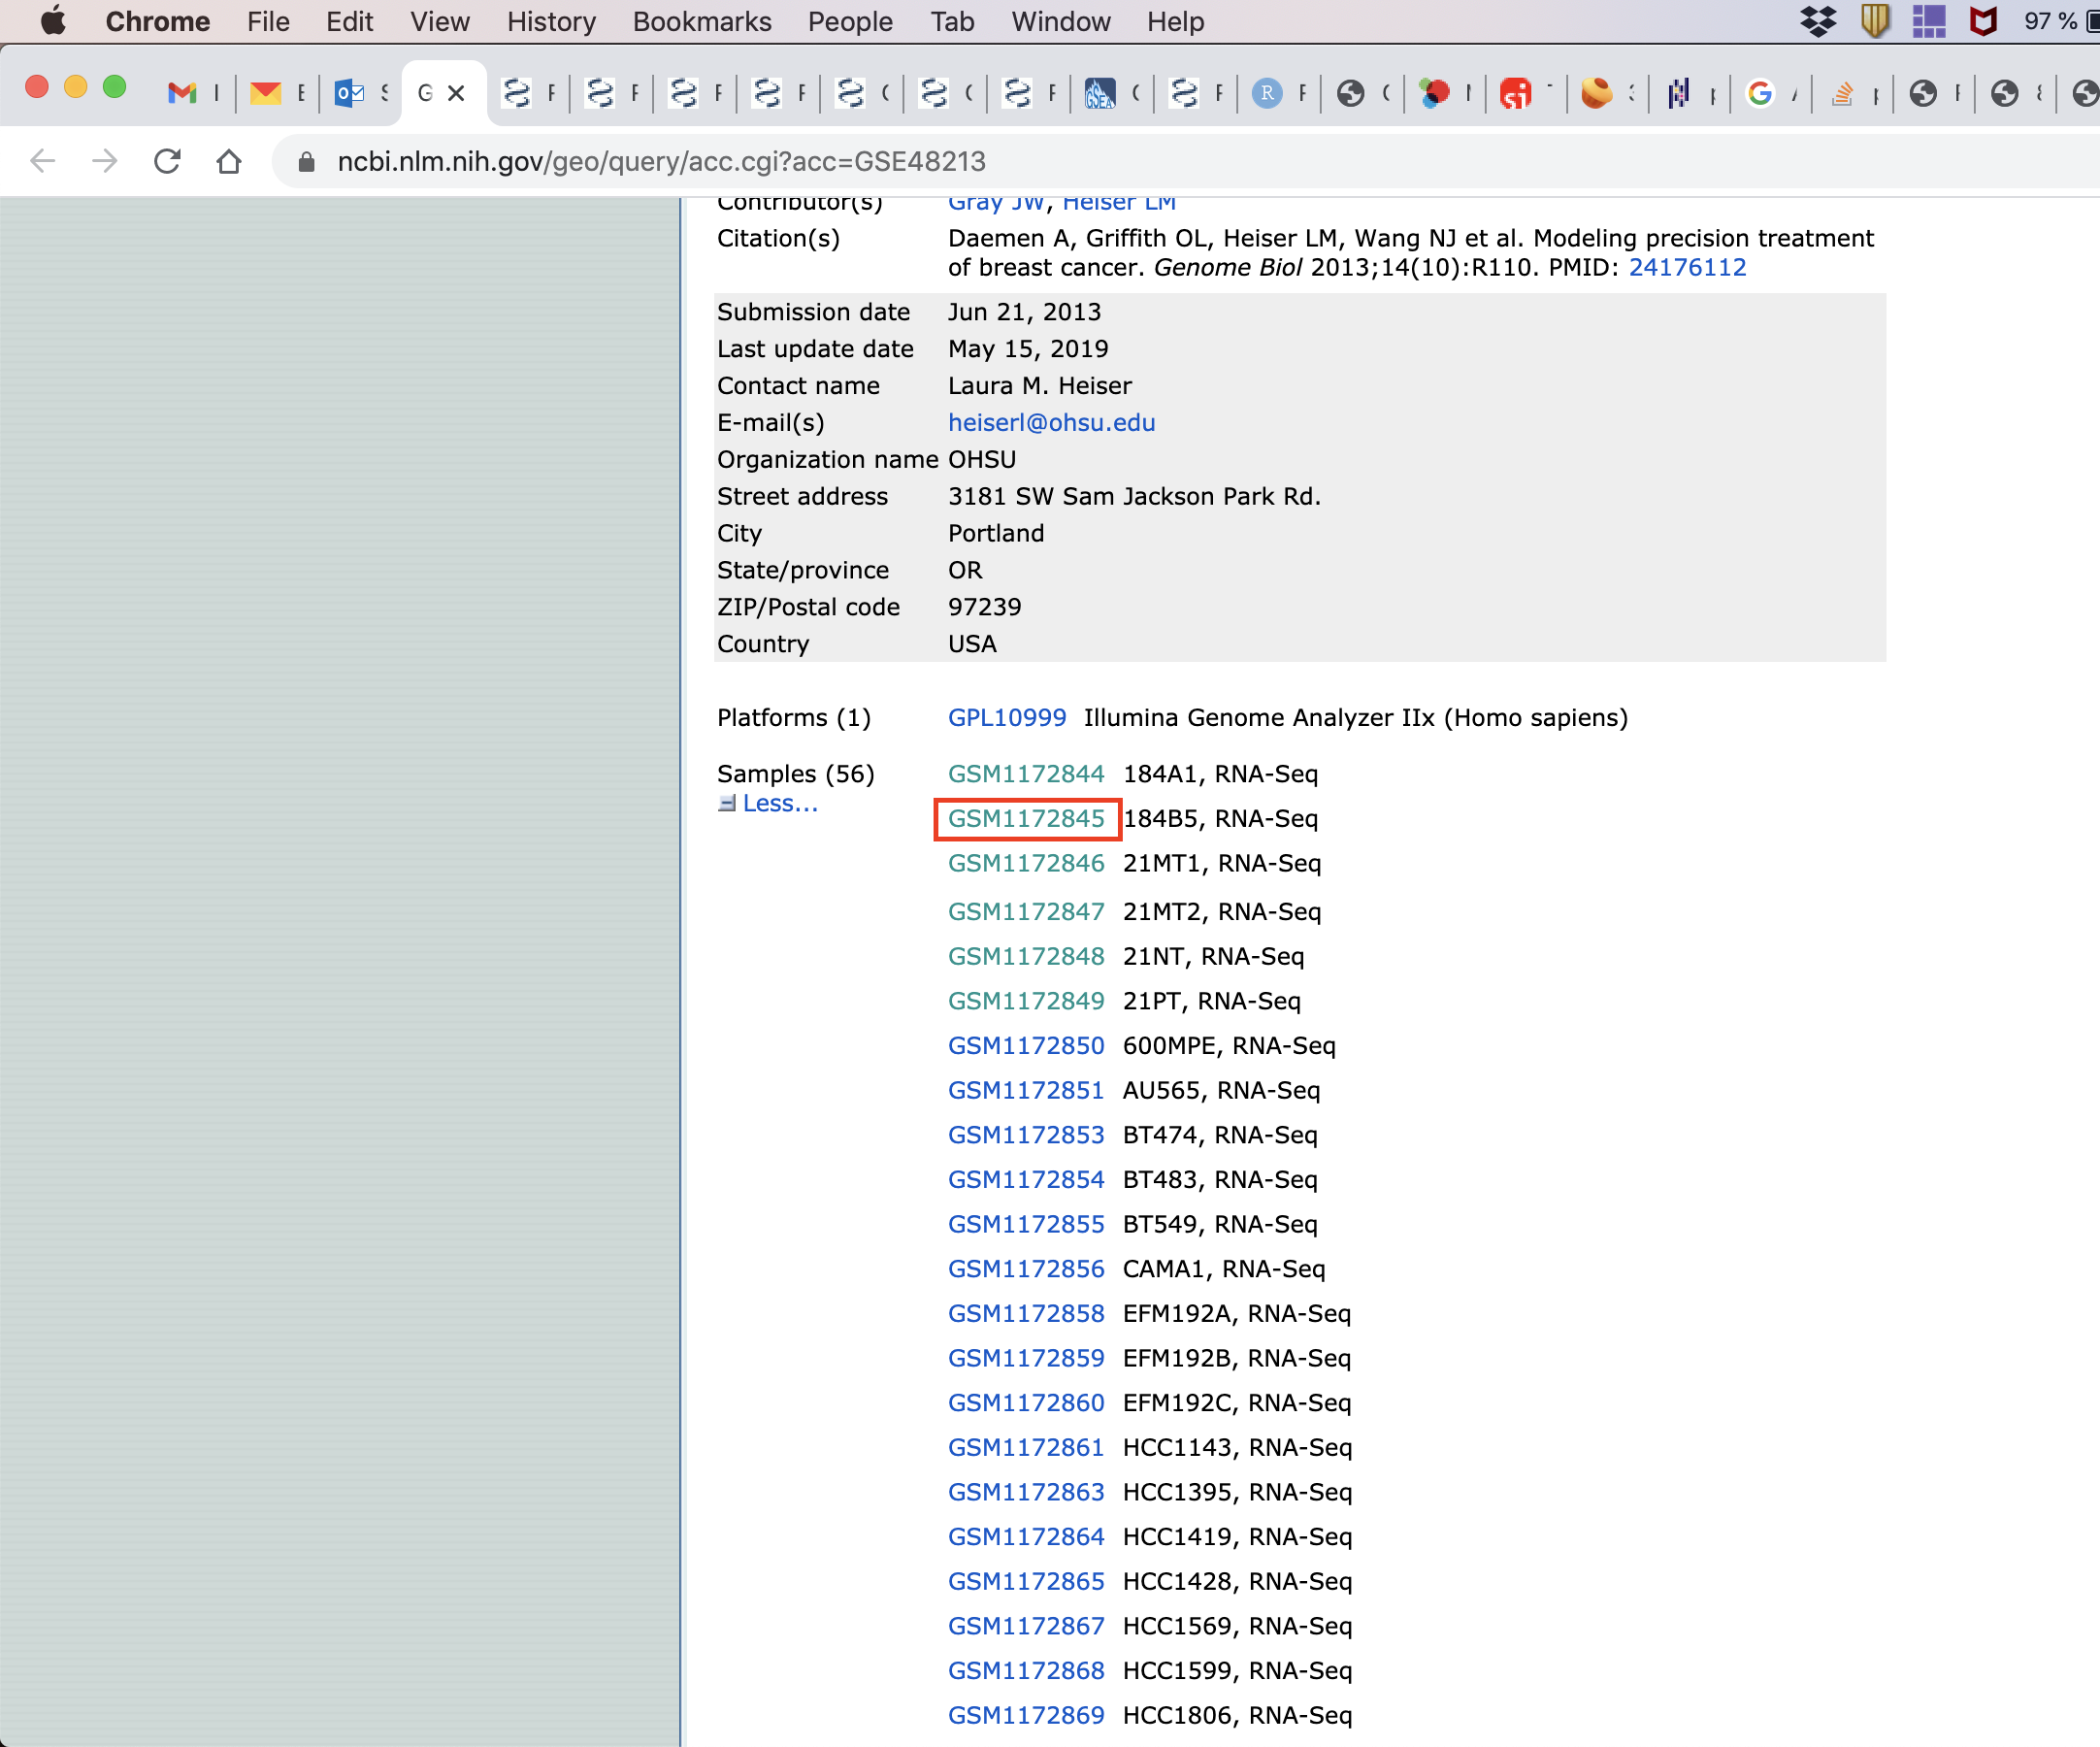 Chrome File Edit View History Bookmarks People Tab Window Help 97 %
G
ncbi.nlm.nih.gov/geo/query/acc.cgi?acc=GSE48213
Contributor(s) Gray JW, Heiser LM
Citation(s) Daemen A, Griffith OL, Heiser LM, Wang NJ et al. Modeling precision treatment
of breast cancer. Genome Biol 2013;14(10):R110. PMID: 24176112
Submission date Jun 21, 2013
Last update date May 15, 2019
Contact name Laura M. Heiser
E-mail(s) heiserl@ohsu.edu
Organization name OHSU
Street address 3181 SW Sam Jackson Park Rd.
City Portland
State/province OR
ZIP/Postal code 97239
Country USA
Platforms (1) GPL10999 Illumina Genome Analyzer IIx (Homo sapiens)
Samples (56) GSM1172844 184A1, RNA-Seq
Less...
GSM1172845 184B5, RNA-Seq
GSM1172846 21MT1, RNA-Seq
GSM1172847 21MT2, RNA-Seq
GSM1172848 21NT, RNA-Seq
GSM1172849 21PT, RNA-Seq
GSM1172850 600MPE, RNA-Seq
GSM1172851 AU565, RNA-Seq
GSM1172853 BT474, RNA-Seq
GSM1172854 BT483, RNA-Seq
GSM1172855 BT549, RNA-Seq
GSM1172856 CAMA1, RNA-Seq
GSM1172858 EFM192A, RNA-Seq
GSM1172859 EFM192B, RNA-Seq
GSM1172860 EFM192C, RNA-Seq
GSM1172861 HCC1143, RNA-Seq
GSM1172863 HCC1395, RNA-Seq
GSM1172864 HCC1419, RNA-Seq
GSM1172865 HCC1428, RNA-Seq
GSM1172867 HCC1569, RNA-Seq
GSM1172868 HCC1599, RNA-Seq
GSM1172869 HCC1806, RNA-Seq